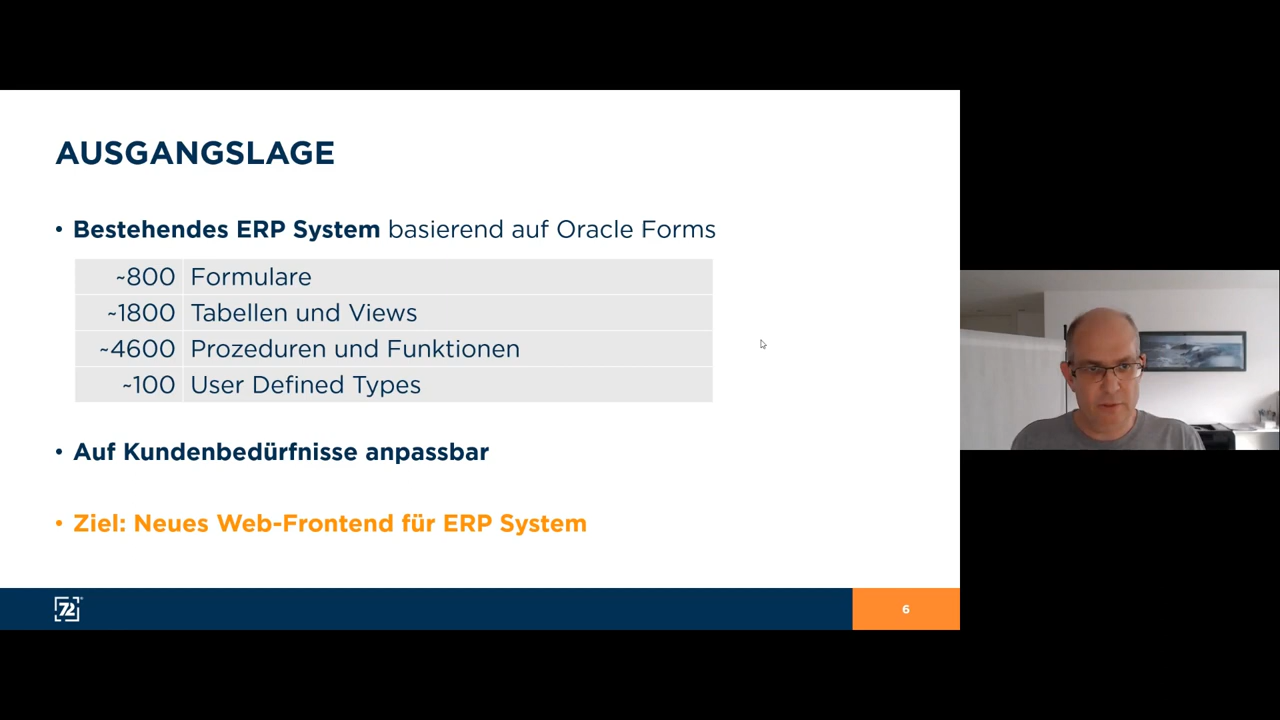 AUSGANGSLAGE
• Bestehendes ERP System basierend auf Oracle Forms
~800 Formulare
~1800 Tabellen und Views
~4600 Prozeduren und Funktionen
~100 User Defined Types
• Auf Kundenbedürfnisse anpassbar
• Ziel: Neues Web-Frontend für ERP System
72
6